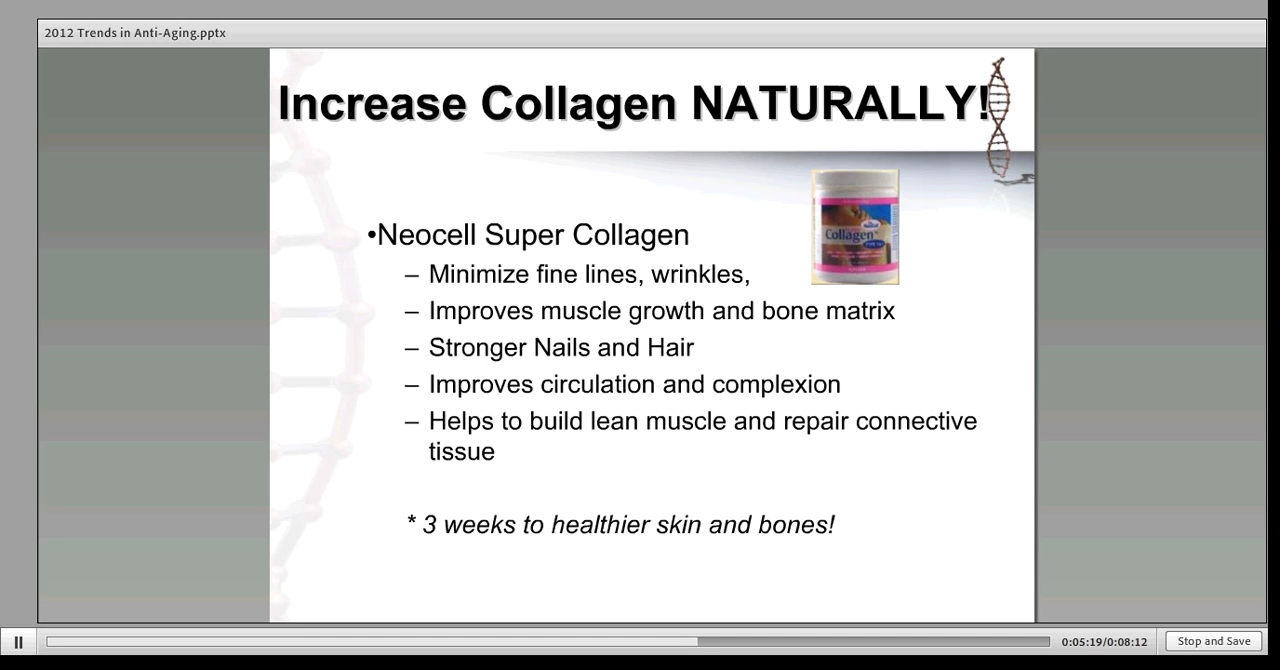 2012 Trends in Anti-Aging.pptx
Increase Collagen NATURALLY!
•Neocell Super Collagen
– Minimize fine lines, wrinkles,
– Improves muscle growth and bone matrix
– Stronger Nails and Hair
– Improves circulation and complexion
– Helps to build lean muscle and repair connective
tissue
* 3 weeks to healthier skin and bones!
Collagen
0:05:19/0:08:12
Stop and Save